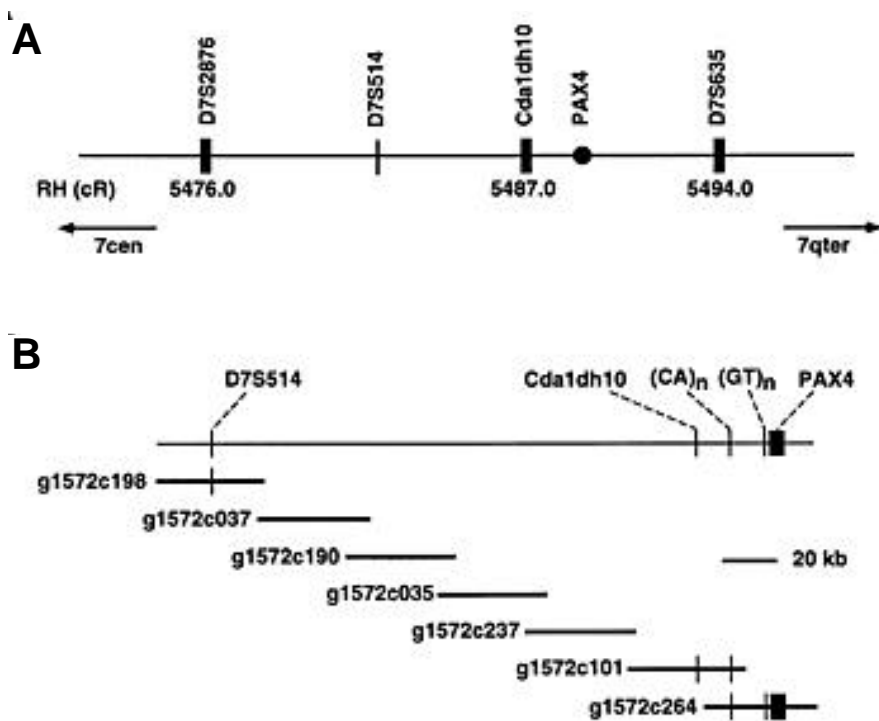 A
D7S2876
D7S514
Cda1dh10
PAX4
D7S635
RH (cR)
5476.0
5487.0
5494.0
7cen
7qter
B
D7S514
Cda1dh10
(CA)n
(GT)n
PAX4
g1572c198
g1572c037
g1572c190
20 kb
g1572c035
g1572c237
g1572c101
g1572c264